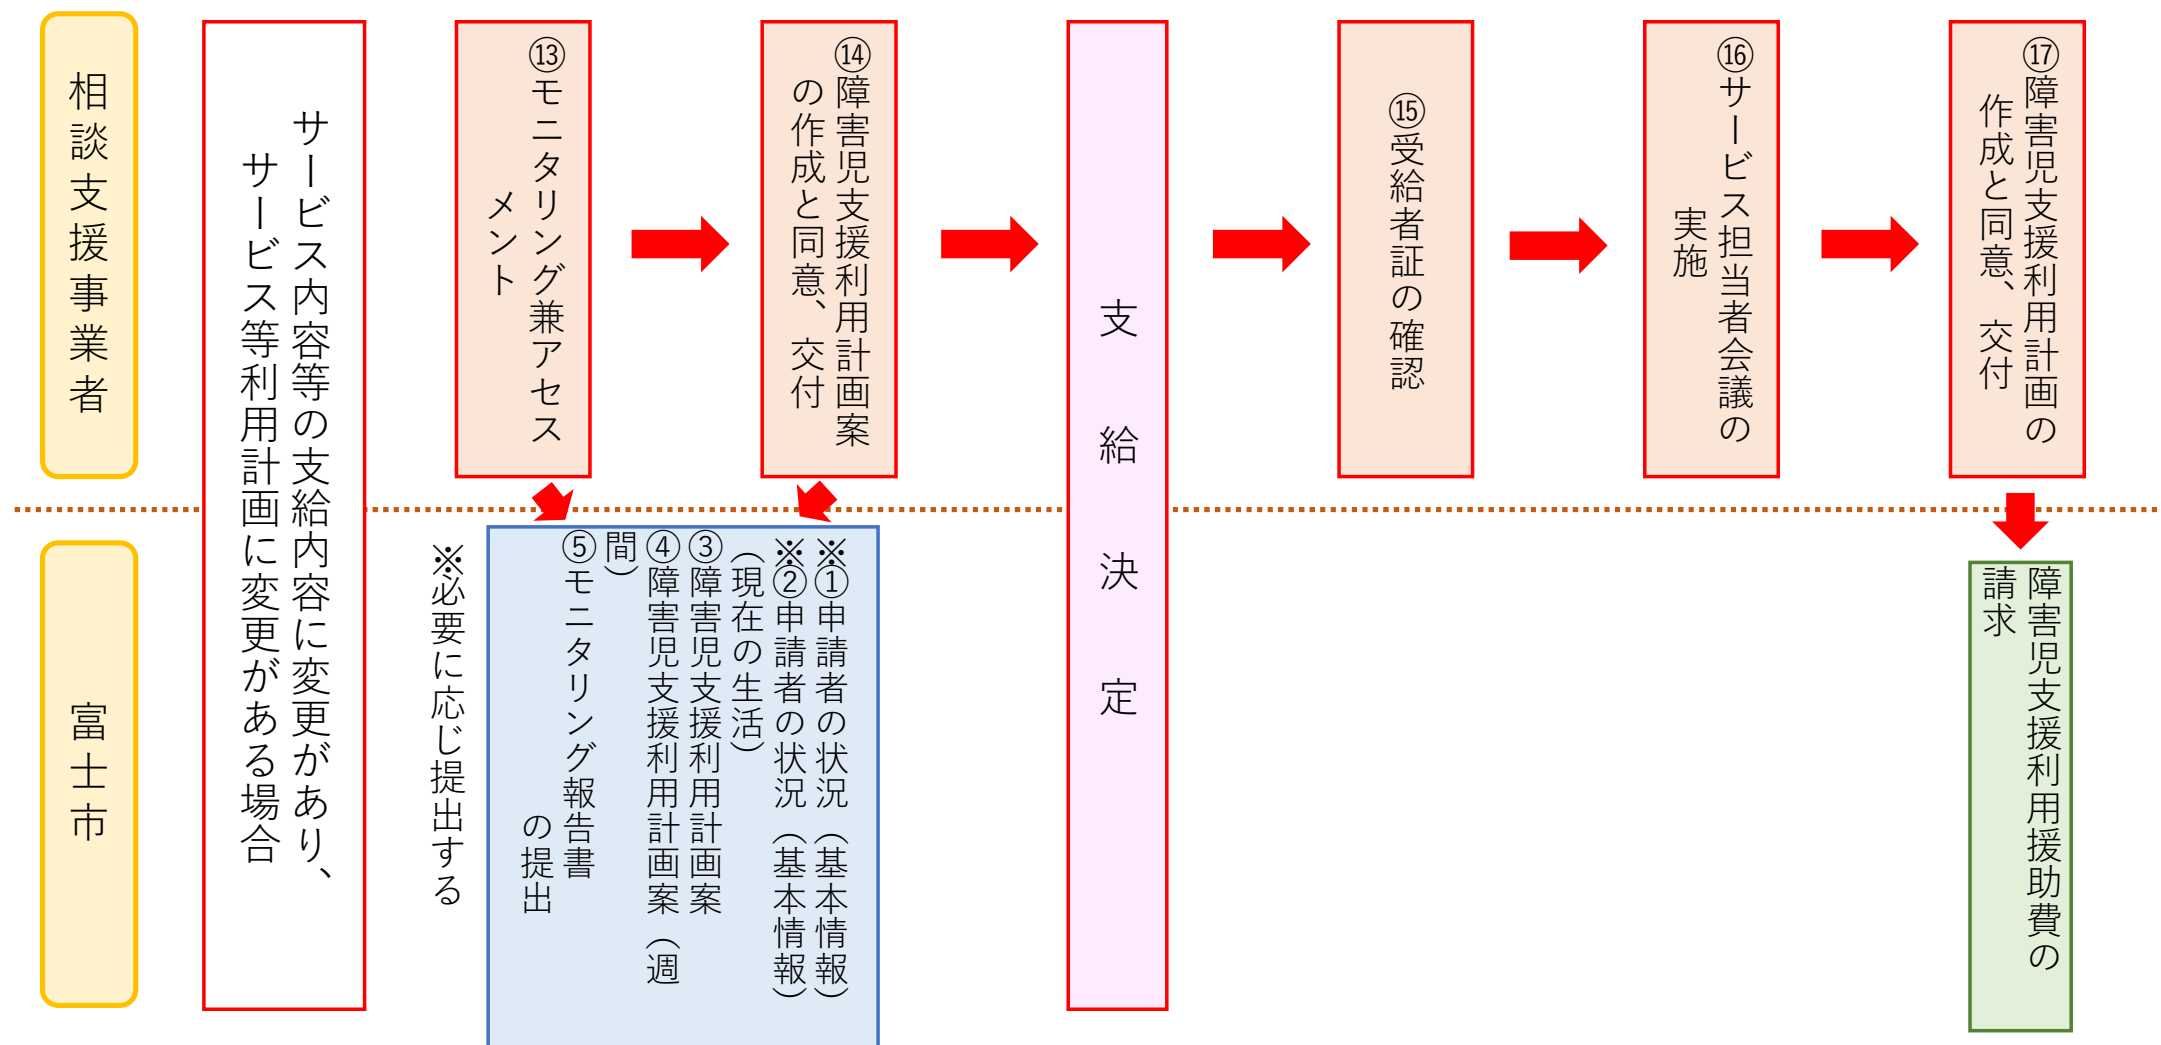 相談支援事業者
富士市
サービス内容等の支給内容に変更があり、
サービス等利用計画に変更がある場合
⑬モニタリング兼アセス
メント
⑭障害児支援利用計画案
の作成と同意、交付
支給決定
⑮受給者証の確認
⑯サービス担当者会議の
実施
⑰障害児支援利用計画の
作成と同意、交付
※①申請者の状況（基本情報）
※②申請者の状況（基本情報）
（現在の生活）
③障害児支援利用計画案
④障害児支援利用計画案（週
間）
⑤モニタリング報告書
の提出
※必要に応じ提出する
障害児支援利用援助費の
請求